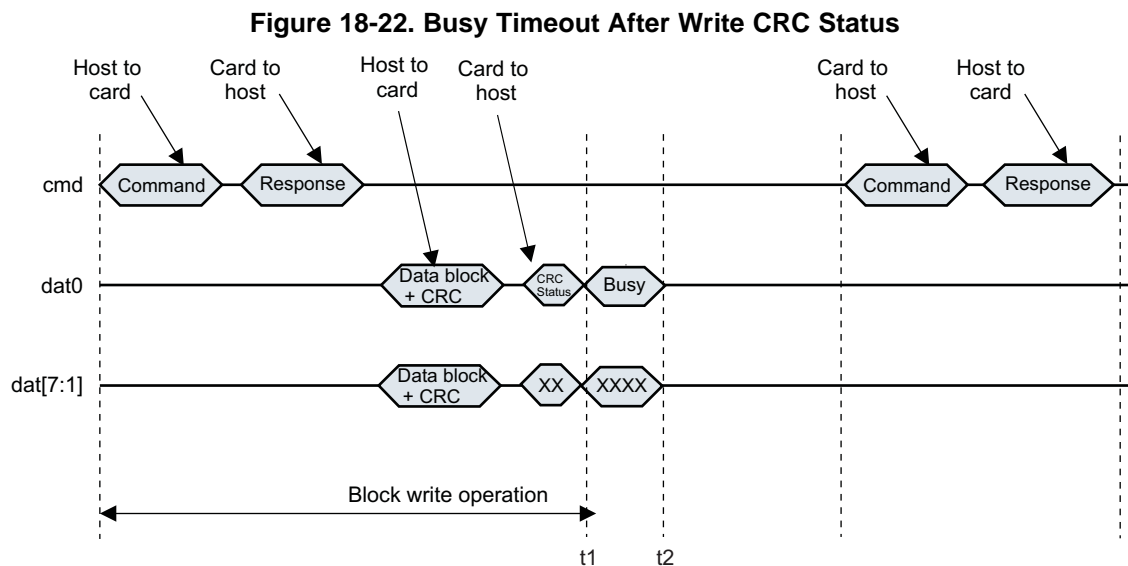 Figure 18-22. Busy Timeout After Write CRC Status
Host to
card
Card to
host
Host to
card
Card to
host
Card to
host
Host to
card
cmd
Command
Response
Command
Response
dat0
Data block
+ CRC
CRC
Status
Busy
dat[7:1]
Data block
+ CRC
XX
XXXX
Block write operation
t1
t2